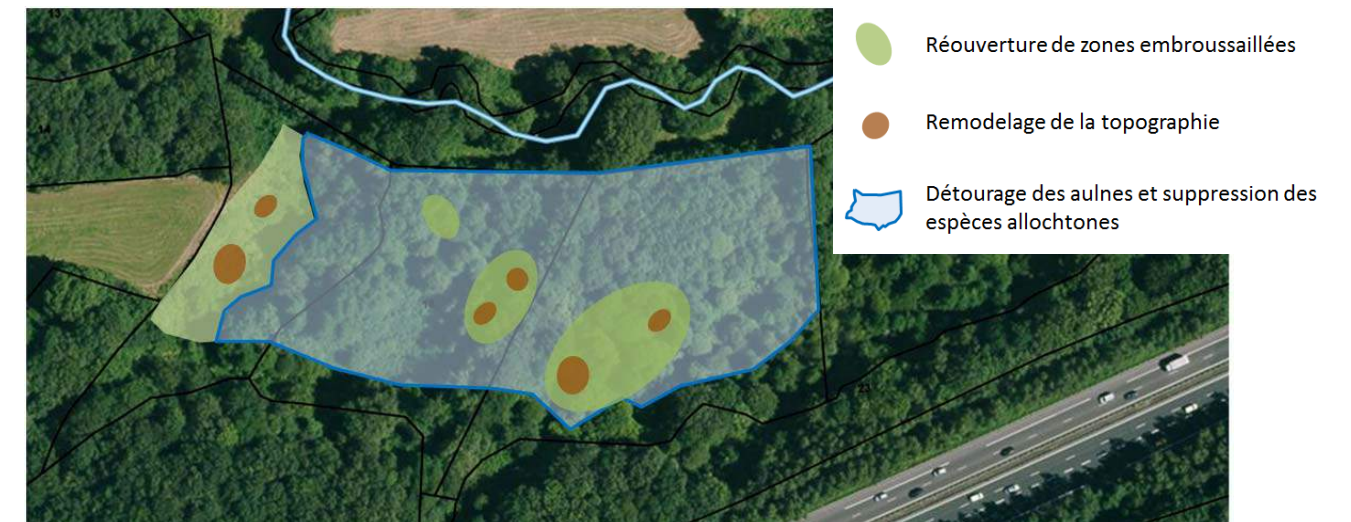 Réouverture de zones embroussaillées
Remodelage de la topographie
Détourage des aulnes et suppression des
espèces allochtones